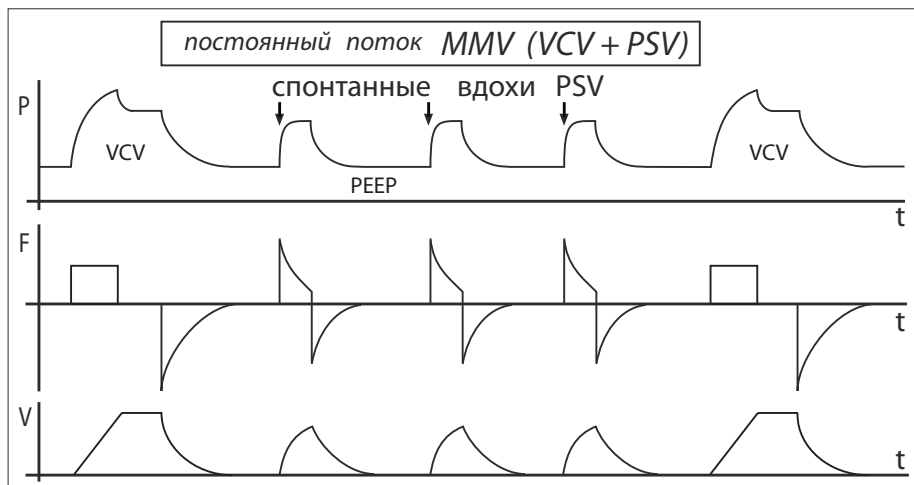 постоянный поток MMV (VCV + PSV)
спонтанные вдохи PSV
P
VCV
VCV
PEEP
t
F
t
V
t